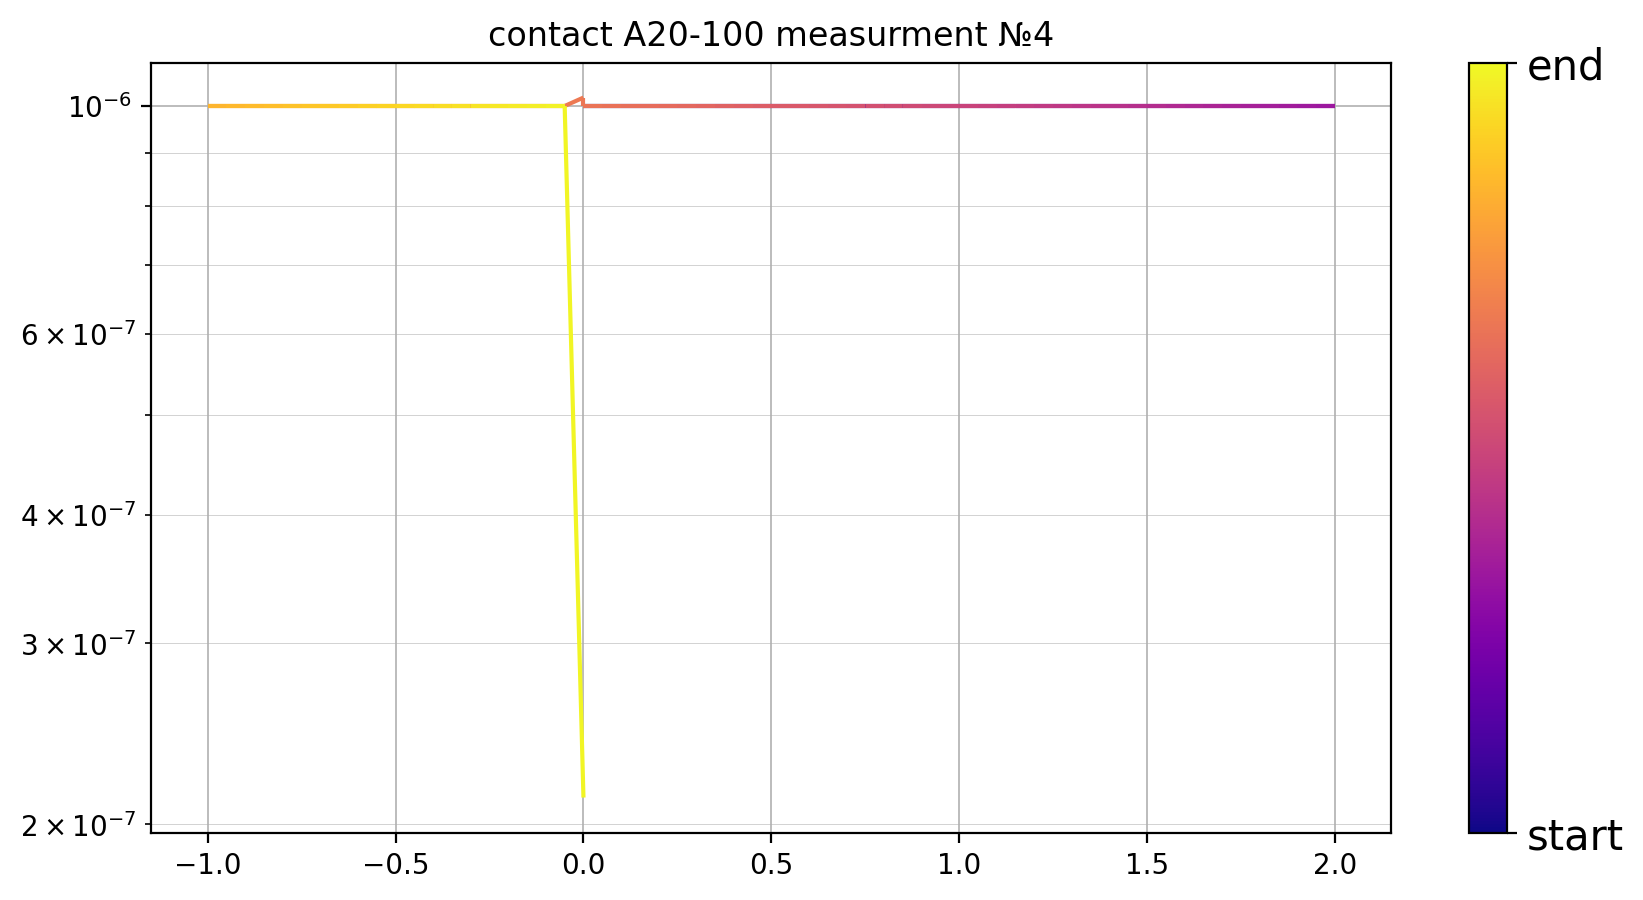 contact A20-100 measurment №4
10⁻⁶
6 × 10⁻⁷
4 × 10⁻⁷
3 × 10⁻⁷
2 × 10⁻⁷
−1.0 −0.5 0.0 0.5 1.0 1.5 2.0
end
start